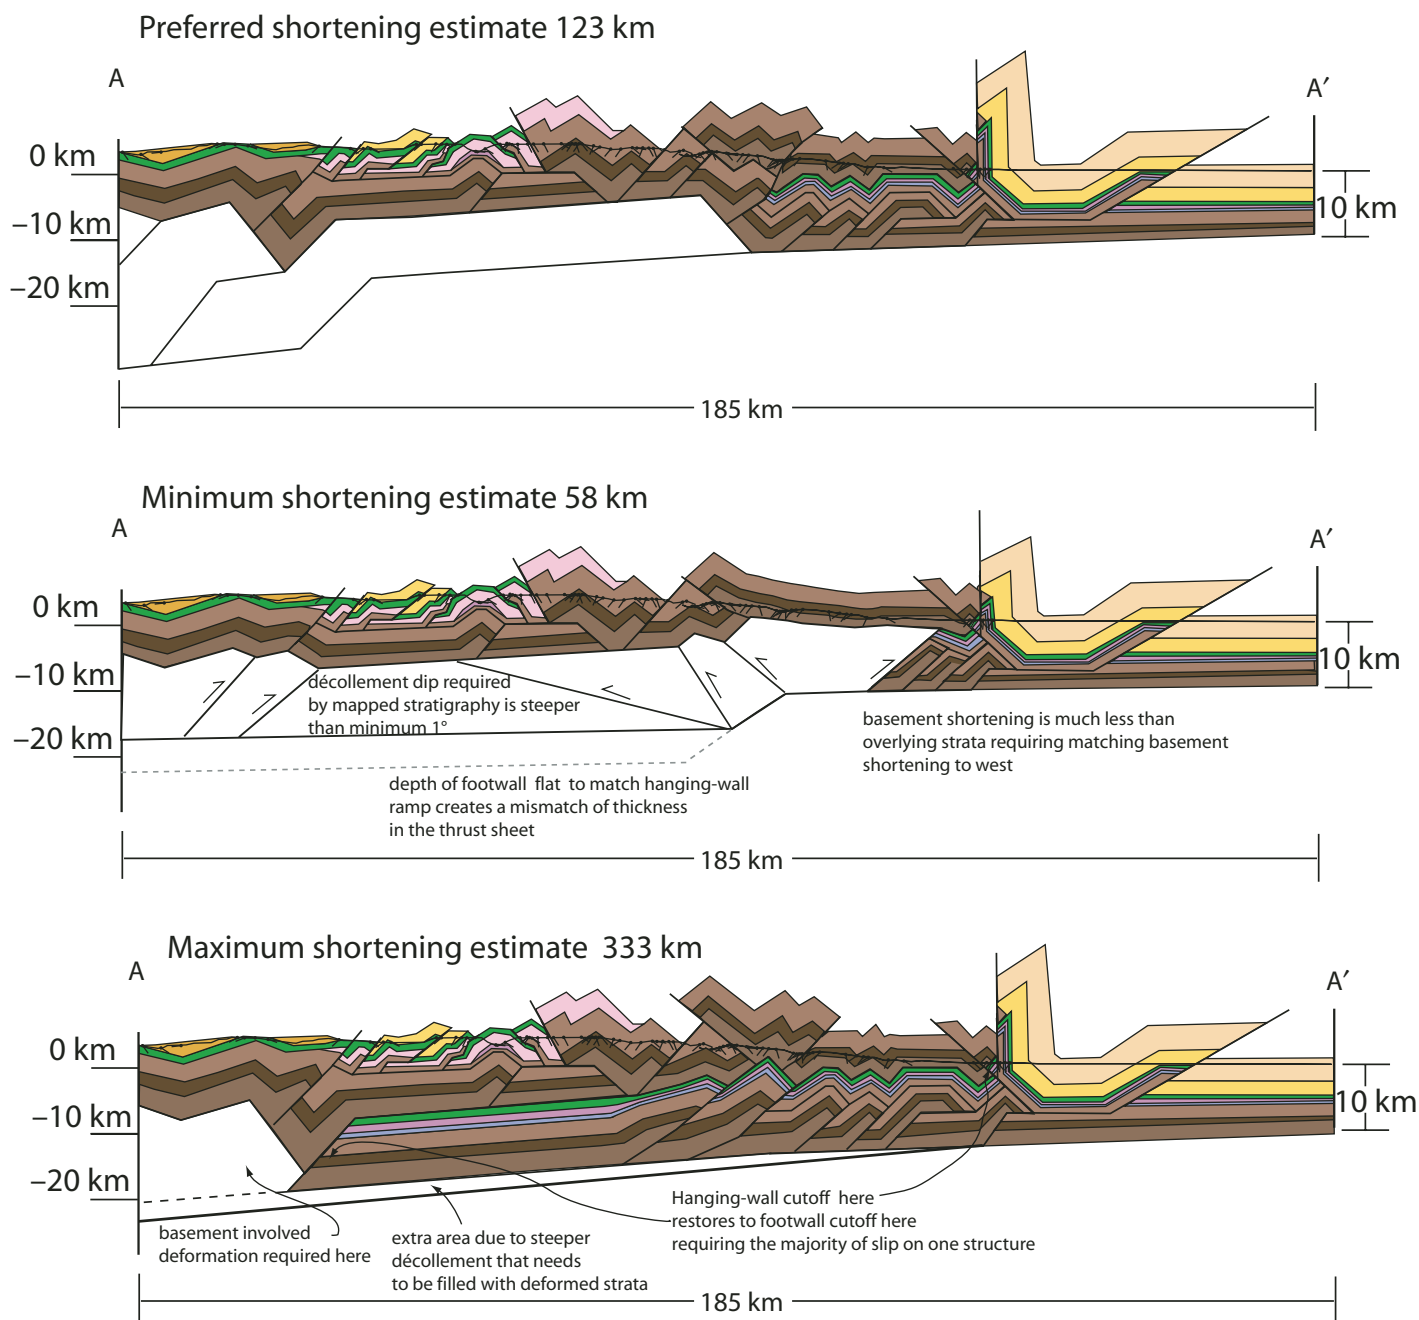 Preferred shortening estimate 123 km
A
A′
0 km
–10 km
–20 km
10 km
185 km
Minimum shortening estimate 58 km
A
A′
0 km
–10 km
–20 km
10 km
décollement dip required
by mapped stratigraphy is steeper
than minimum 1°
basement shortening is much less than
overlying strata requiring matching basement
shortening to west
depth of footwall flat to match hanging-wall
ramp creates a mismatch of thickness
in the thrust sheet
185 km
Maximum shortening estimate 333 km
A
A′
0 km
–10 km
–20 km
10 km
basement involved
deformation required here
extra area due to steeper
décollement that needs
to be filled with deformed strata
Hanging-wall cutoff here
restores to footwall cutoff here
requiring the majority of slip on one structure
185 km